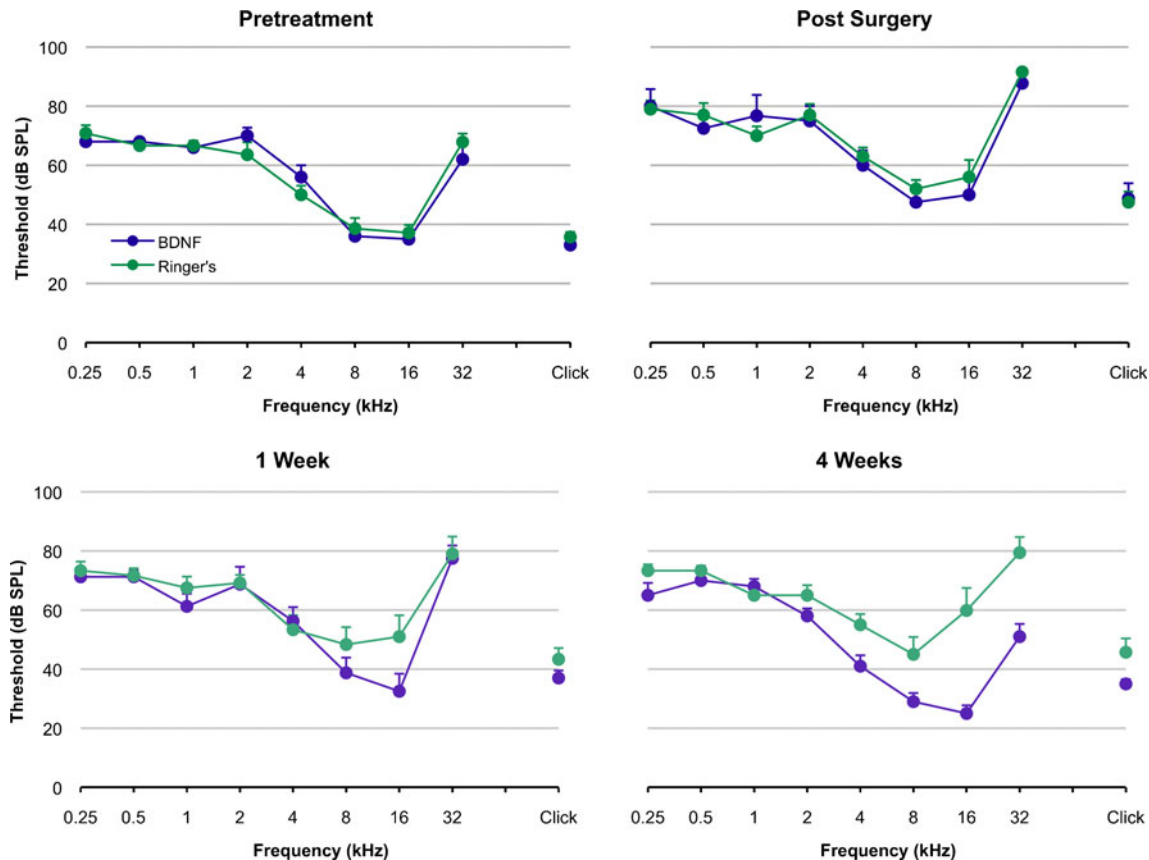 Pretreatment
Post Surgery
Threshold (dB SPL)
100
80
60
40
20
0
BDNF
Ringer's
0.25 0.5 1 2 4 8 16 32 Click
Frequency (kHz)
0.25 0.5 1 2 4 8 16 32 Click
Frequency (kHz)
1 Week
4 Weeks
Threshold (dB SPL)
100
80
60
40
20
0
0.25 0.5 1 2 4 8 16 32 Click
Frequency (kHz)
0.25 0.5 1 2 4 8 16 32 Click
Frequency (kHz)